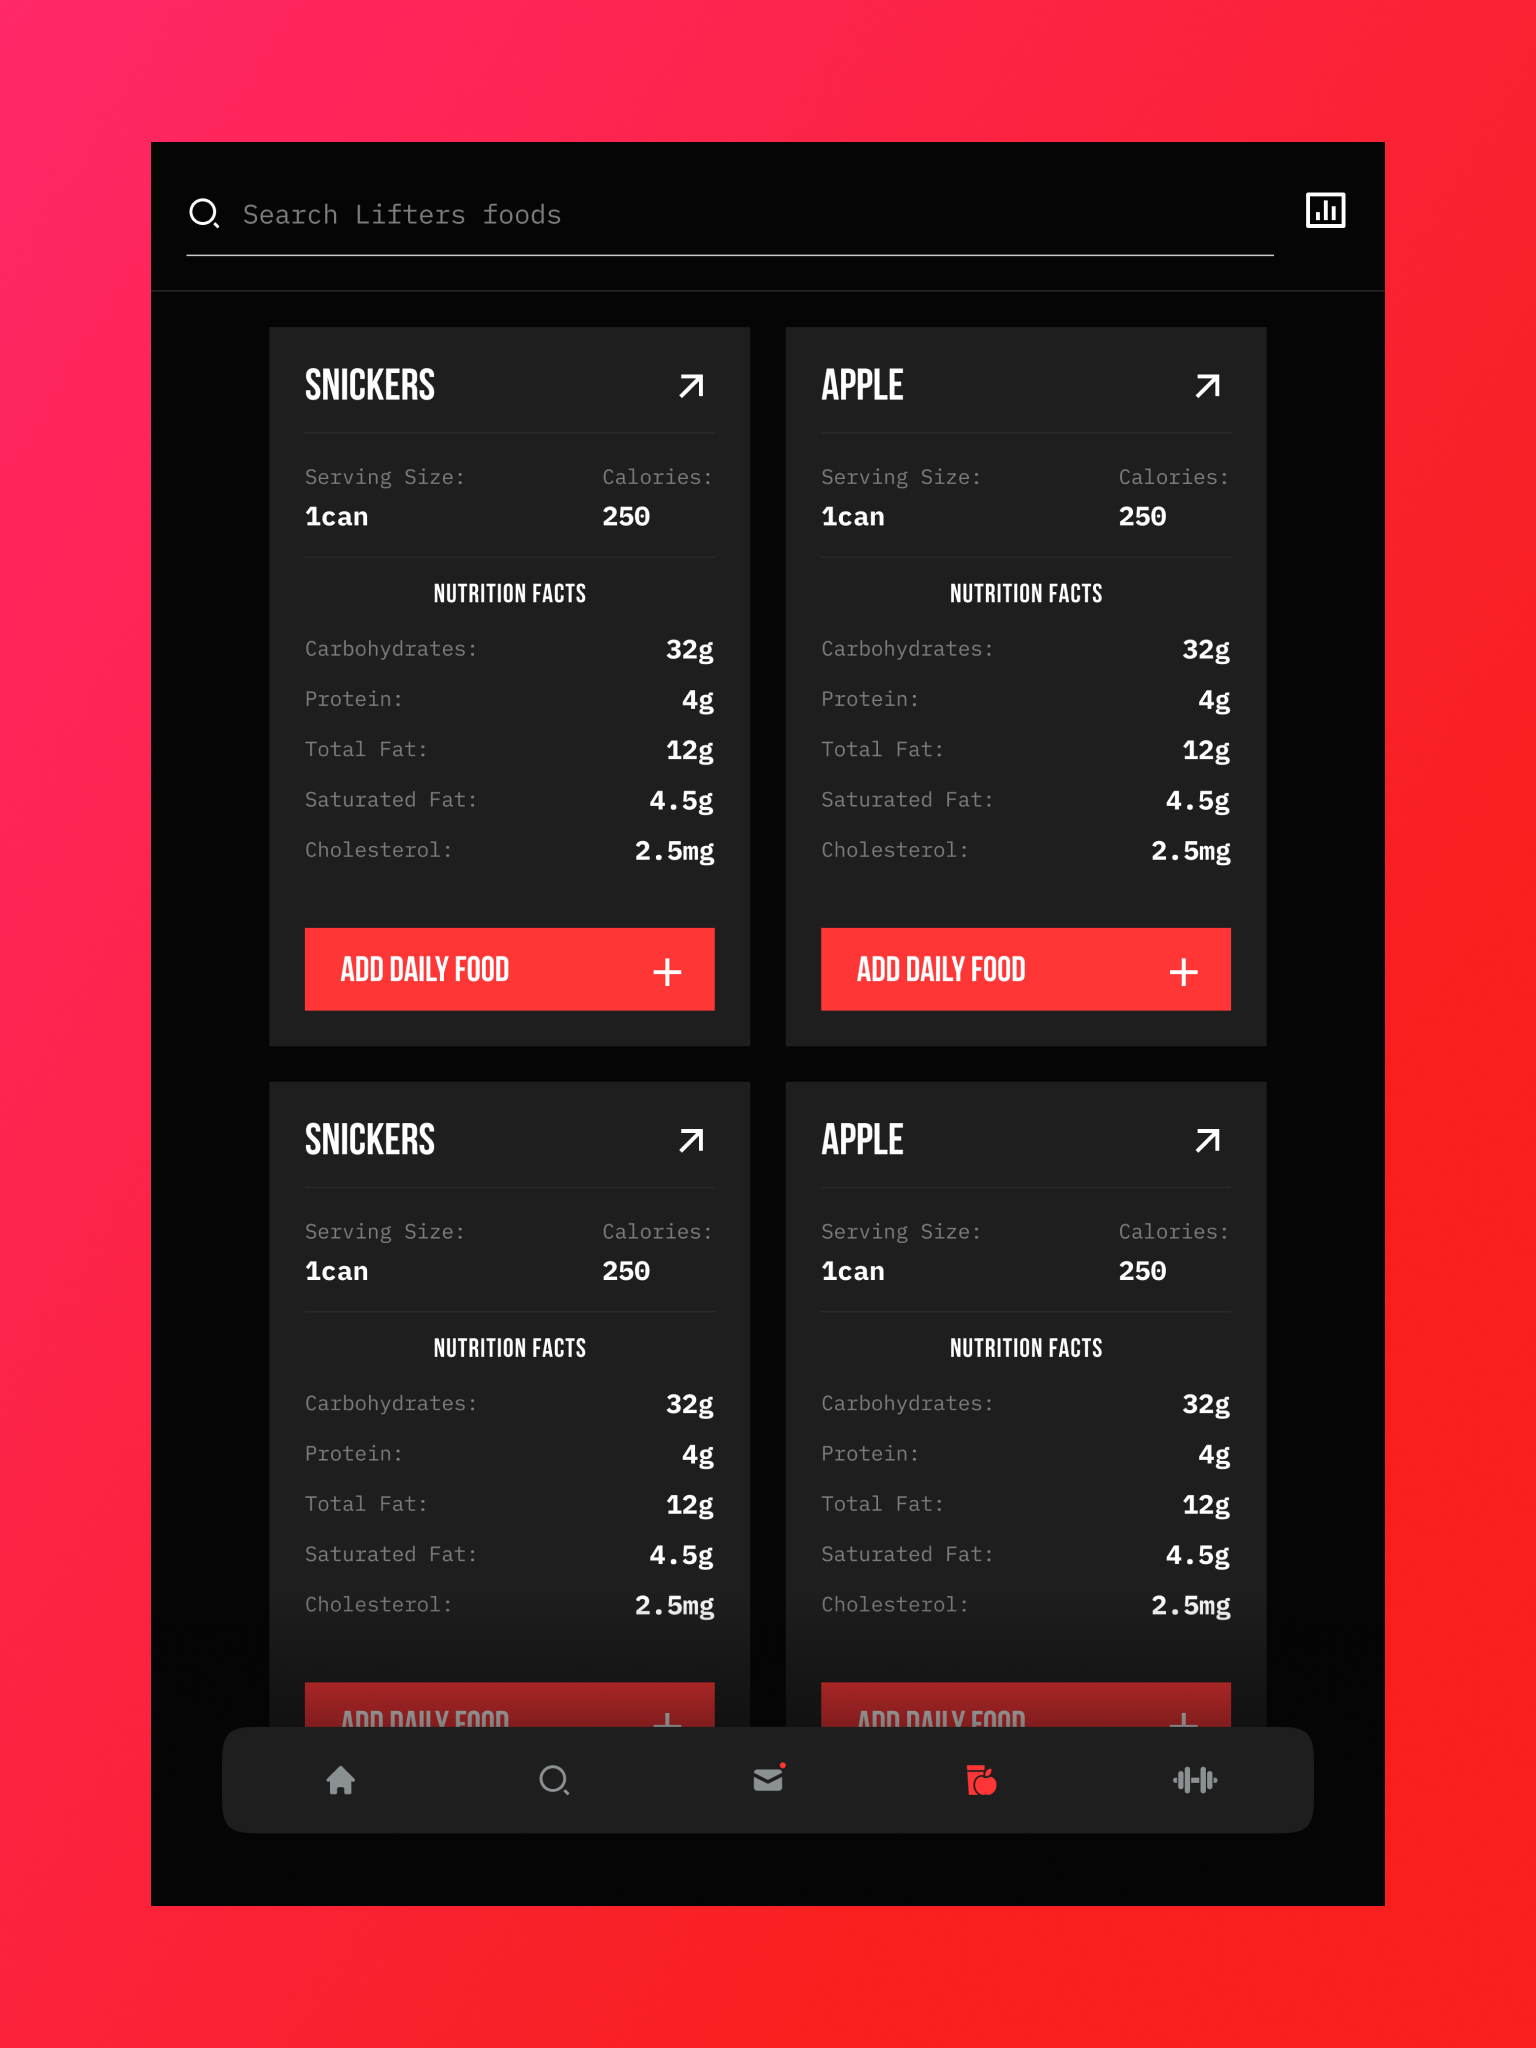 Search Lifters foods
SNICKERS
Serving Size: Calories:
1can 250
NUTRITION FACTS
Carbohydrates: 32g
Protein: 4g
Total Fat: 12g
Saturated Fat: 4.5g
Cholesterol: 2.5mg
ADD DAILY FOOD +
APPLE
Serving Size: Calories:
1can 250
NUTRITION FACTS
Carbohydrates: 32g
Protein: 4g
Total Fat: 12g
Saturated Fat: 4.5g
Cholesterol: 2.5mg
ADD DAILY FOOD +
SNICKERS
Serving Size: Calories:
1can 250
NUTRITION FACTS
Carbohydrates: 32g
Protein: 4g
Total Fat: 12g
Saturated Fat: 4.5g
Cholesterol: 2.5mg
ADD DAILY FOOD +
APPLE
Serving Size: Calories:
1can 250
NUTRITION FACTS
Carbohydrates: 32g
Protein: 4g
Total Fat: 12g
Saturated Fat: 4.5g
Cholesterol: 2.5mg
ADD DAILY FOOD +